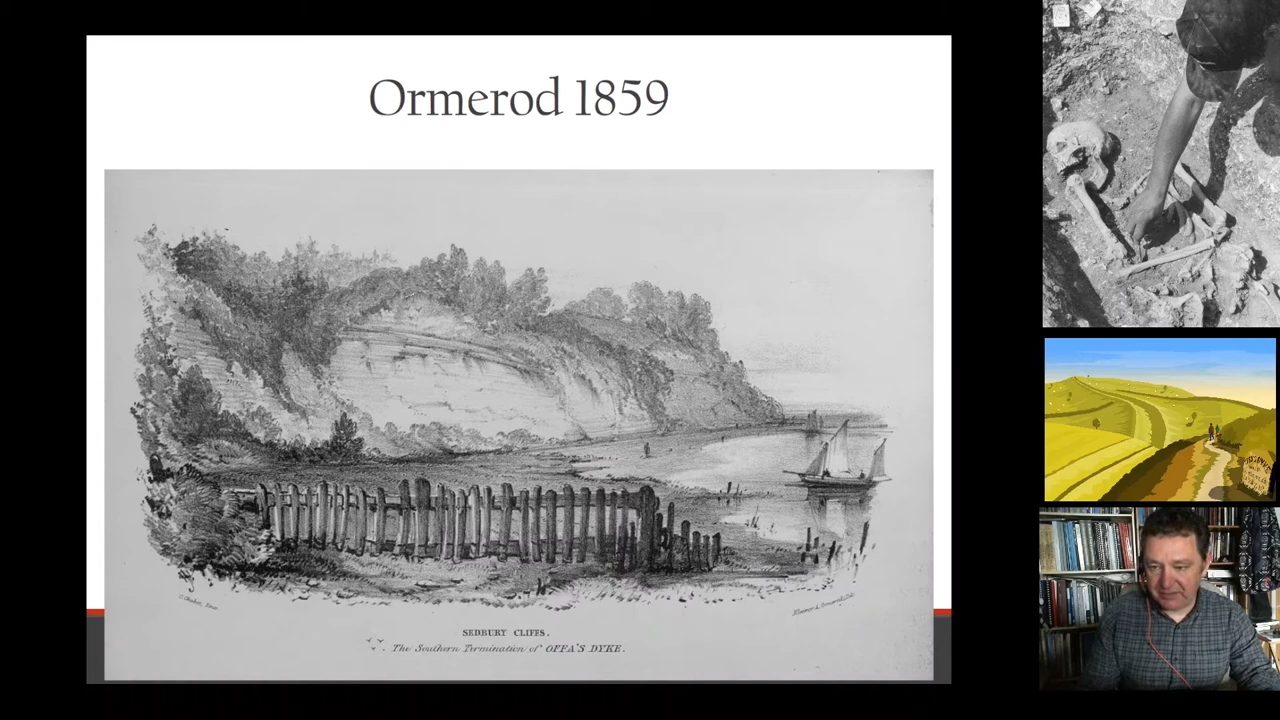 Ormerod 1859
SEDBURY CLIFFS.
The Southern Termination of OFFA'S DYKE.